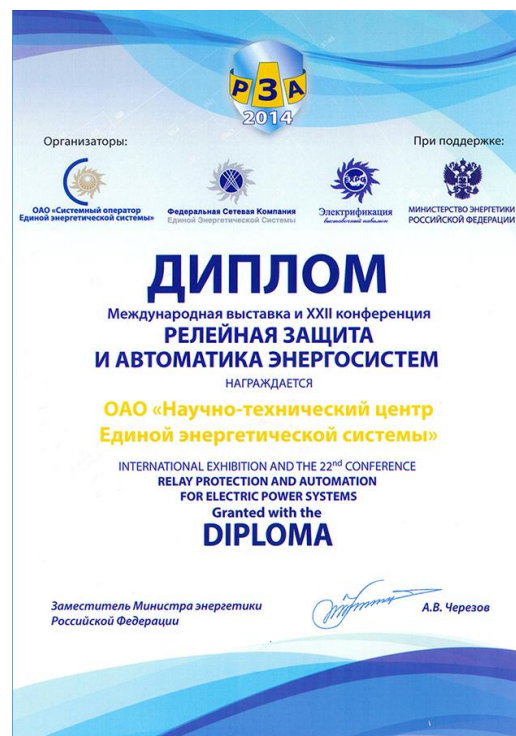 РЗА
2014
Организаторы:
При поддержке:
ОАО «Системный оператор
Единой энергетической системы»
Федеральная Сетевая Компания
Единой Энергетической Системы
EXPO
Электрификация
выставочный павильон
МИНИСТЕРСТВО ЭНЕРГЕТИКИ
РОССИЙСКОЙ ФЕДЕРАЦИИ
ДИПЛОМ
Международная выставка и XXII конференция
РЕЛЕЙНАЯ ЗАЩИТА
И АВТОМАТИКА ЭНЕРГОСИСТЕМ
НАГРАЖДАЕТСЯ
ОАО «Научно-технический центр
Единой энергетической системы»
INTERNATIONAL EXHIBITION AND THE 22nd CONFERENCE
RELAY PROTECTION AND AUTOMATION
FOR ELECTRIC POWER SYSTEMS
Granted with the
DIPLOMA
Заместитель Министра энергетики
Российской Федерации
А.В. Черезов